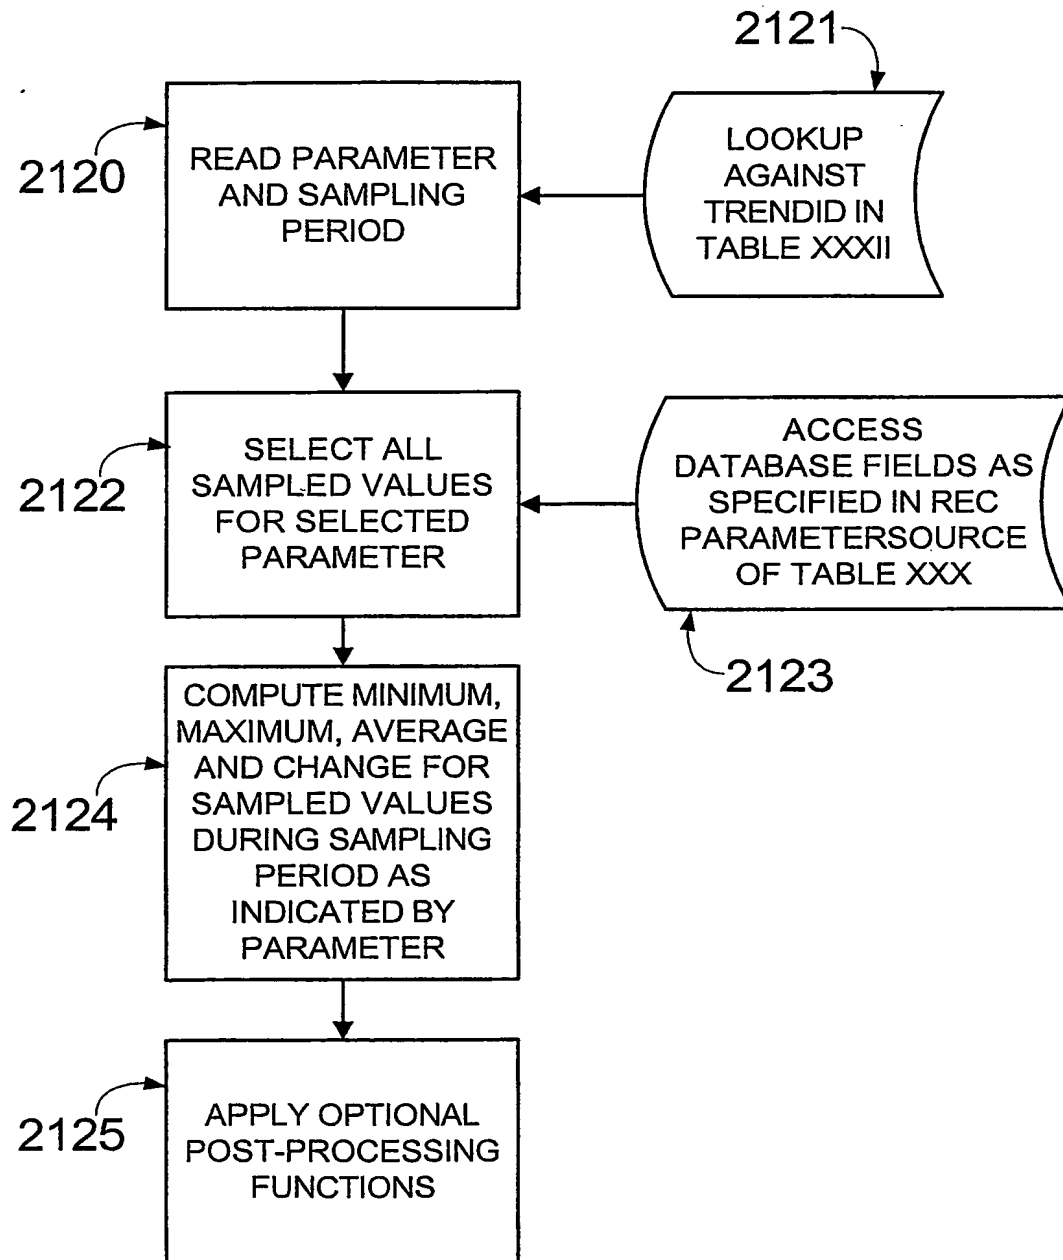 2121
2120
READ PARAMETER
AND SAMPLING
PERIOD
LOOKUP
AGAINST
TRENDID IN
TABLE XXXII
2122
SELECT ALL
SAMPLED VALUES
FOR SELECTED
PARAMETER
ACCESS
DATABASE FIELDS AS
SPECIFIED IN REC
PARAMETERSOURCE
OF TABLE XXX
2123
2124
COMPUTE MINIMUM,
MAXIMUM, AVERAGE
AND CHANGE FOR
SAMPLED VALUES
DURING SAMPLING
PERIOD AS
INDICATED BY
PARAMETER
2125
APPLY OPTIONAL
POST-PROCESSING
FUNCTIONS